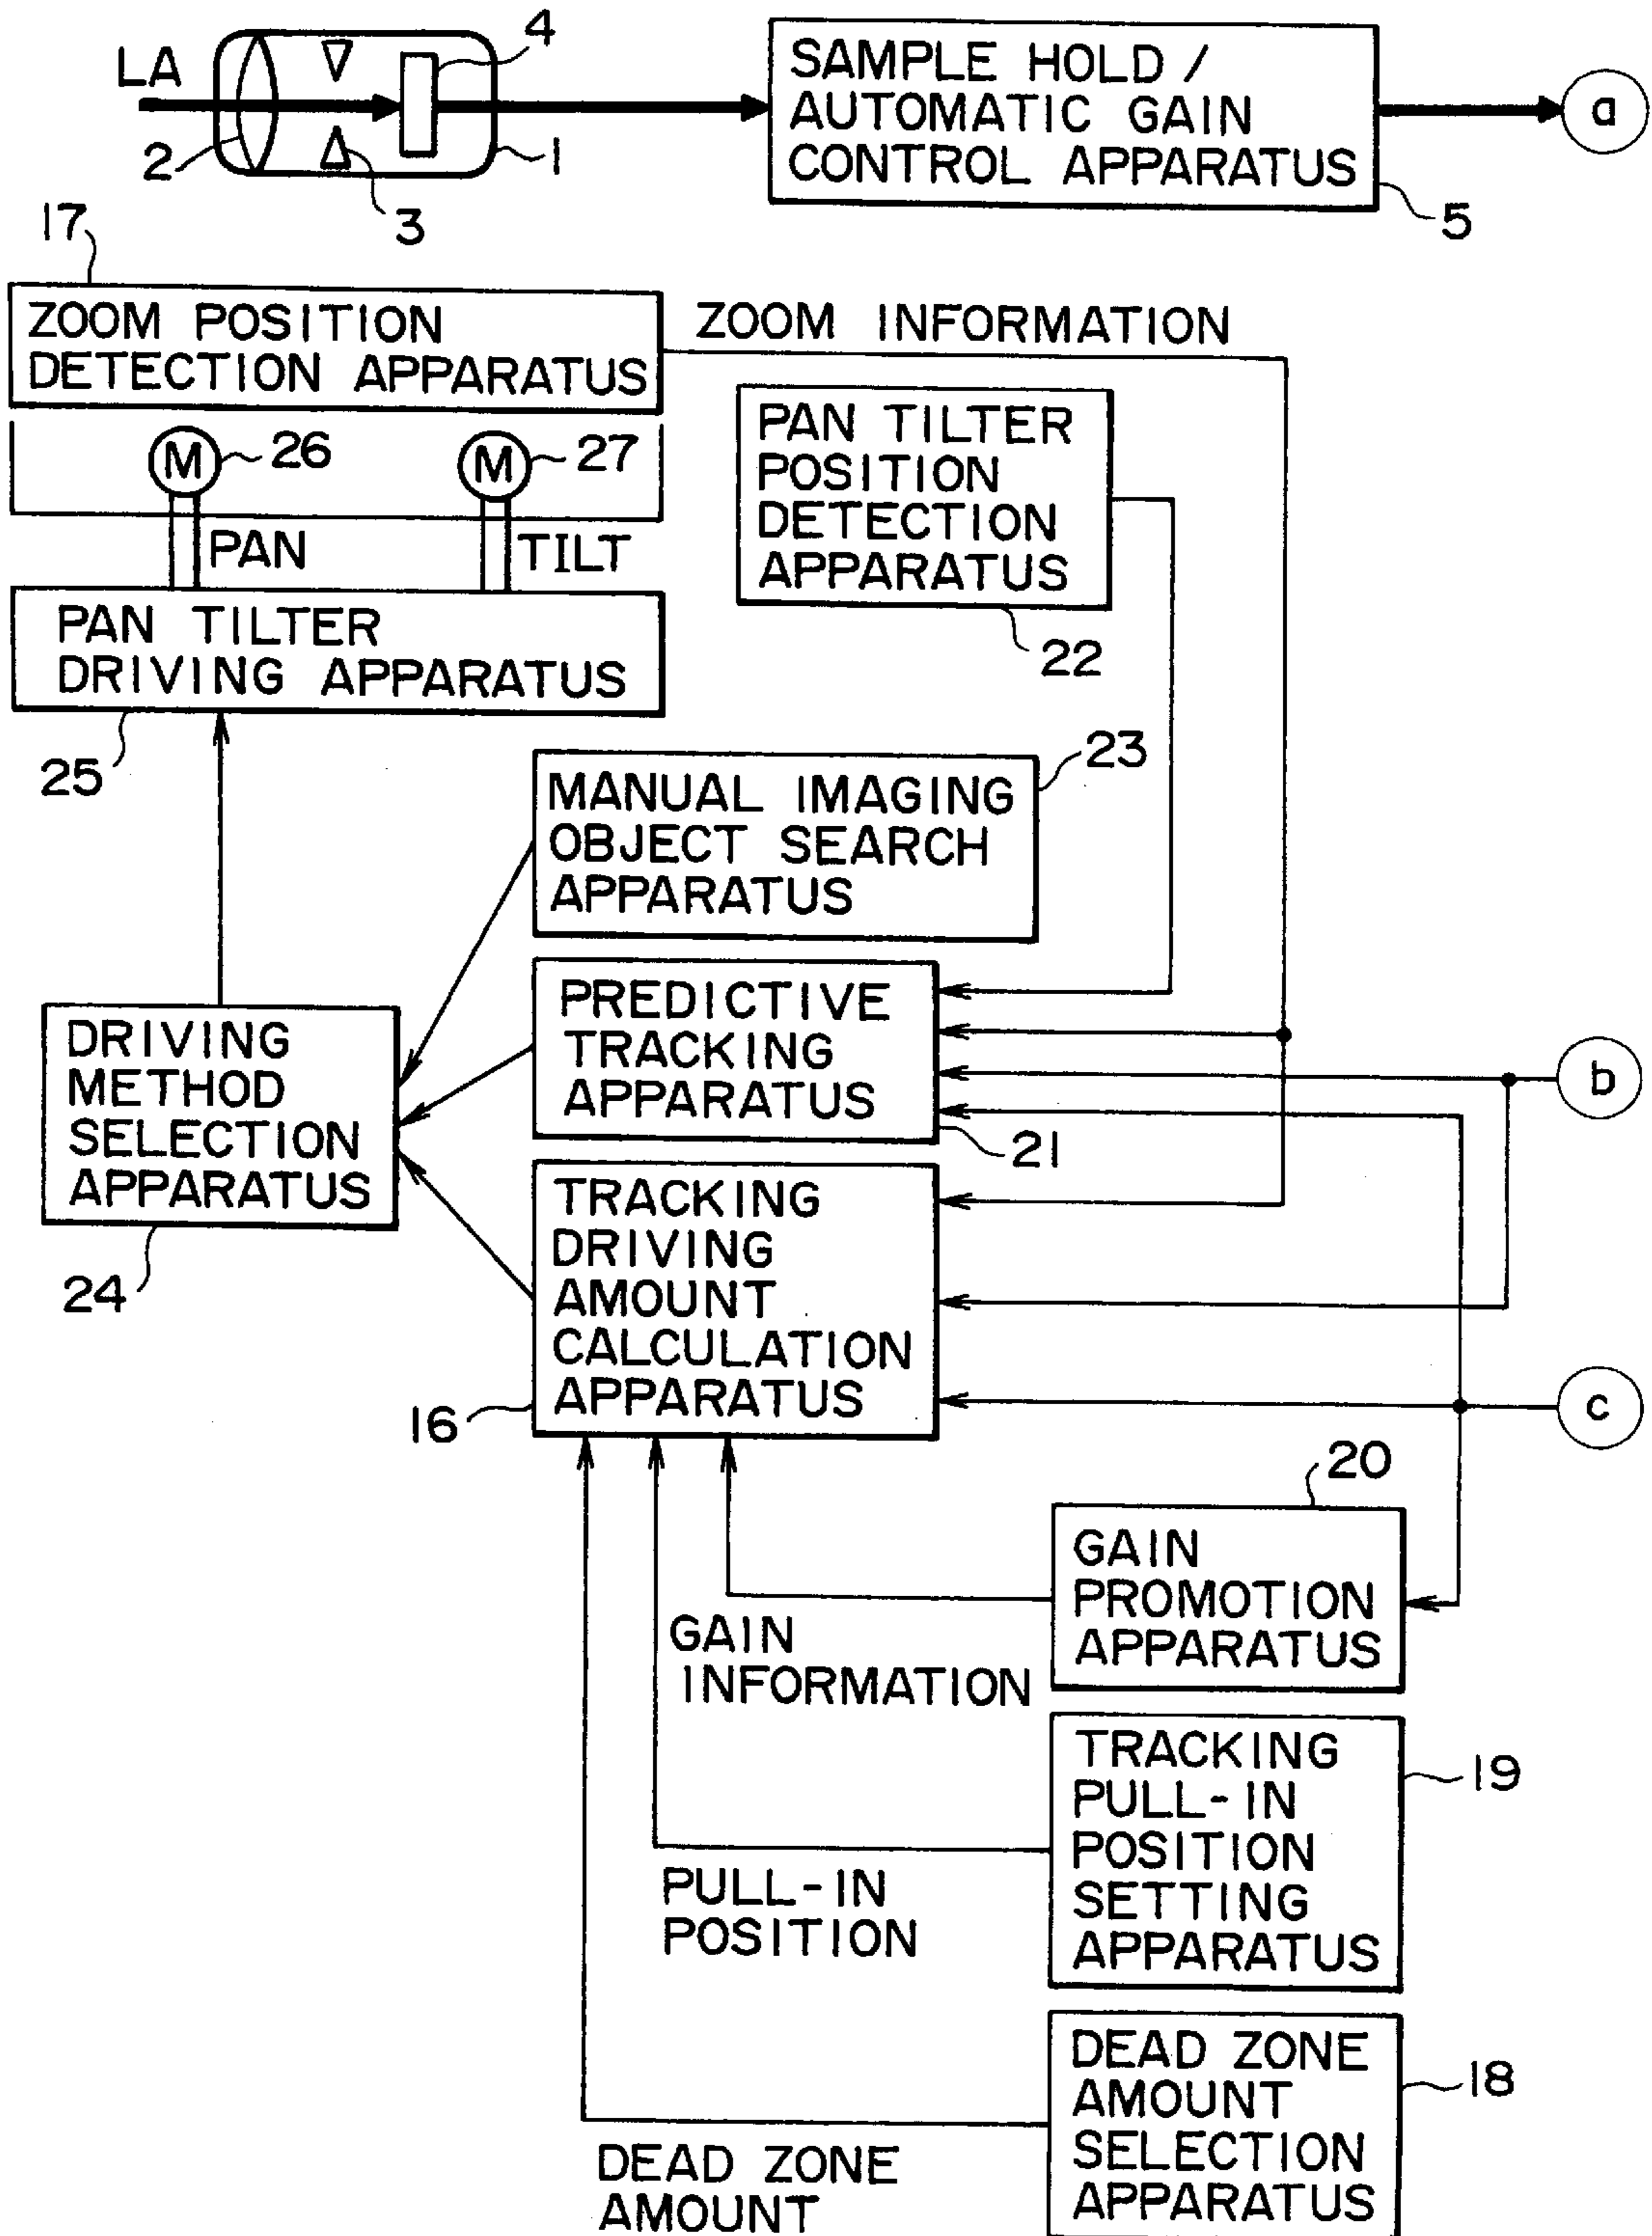 LA
2
3
4
1
SAMPLE HOLD /
AUTOMATIC GAIN
CONTROL APPARATUS
5
a
17
ZOOM POSITION
DETECTION APPARATUS
ZOOM INFORMATION
M
26
M
27
PAN
TILT
PAN TILTER
POSITION
DETECTION
APPARATUS
22
PAN TILTER
DRIVING APPARATUS
25
MANUAL IMAGING
OBJECT SEARCH
APPARATUS
23
PREDICTIVE
TRACKING
APPARATUS
21
DRIVING
METHOD
SELECTION
APPARATUS
24
b
TRACKING
DRIVING
AMOUNT
CALCULATION
APPARATUS
16
c
20
GAIN
PROMOTION
APPARATUS
GAIN
INFORMATION
TRACKING
PULL-IN
POSITION
SETTING
APPARATUS
19
PULL-IN
POSITION
DEAD ZONE
AMOUNT
SELECTION
APPARATUS
18
DEAD ZONE
AMOUNT